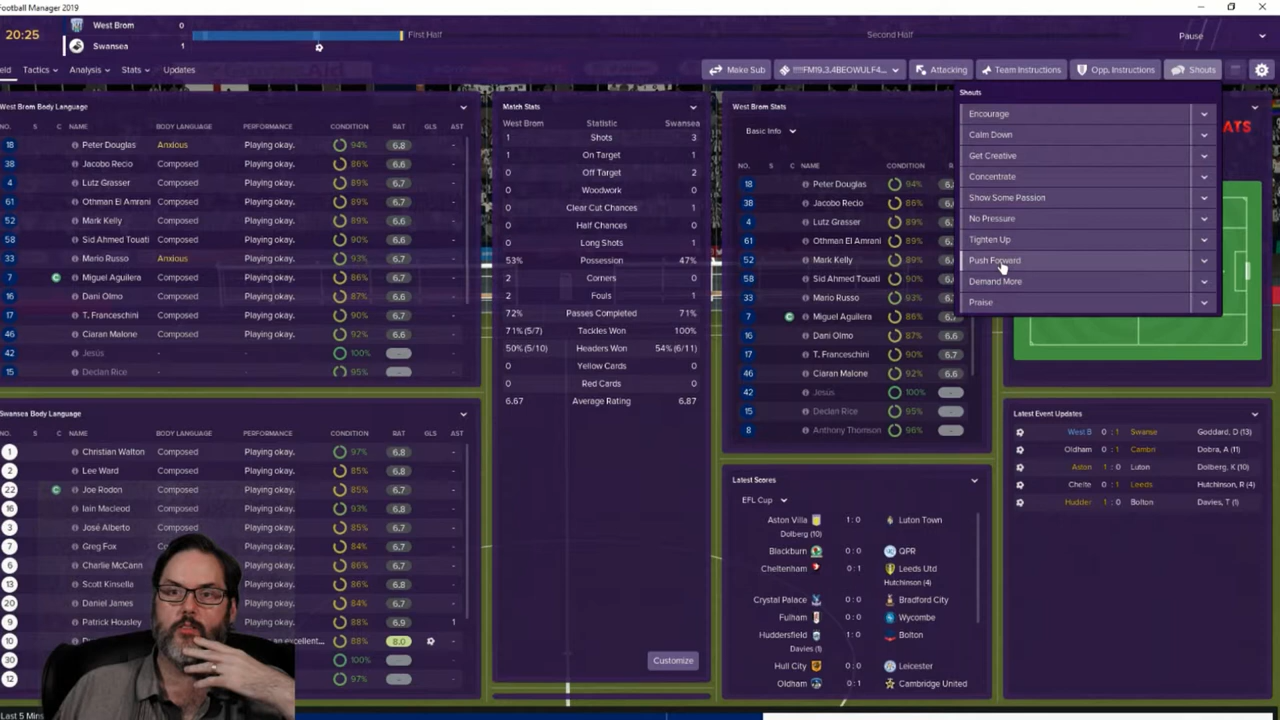 Football Manager 2019
20:25
West Brom 0
Swansea 1
First Half
Second Half
Pause
Tactics
Analysis
Stats
Updates
Make Sub
Attacking
Team Instructions
Opp. Instructions
Shouts
West Brom Body Language
NO. S C NAME BODY LANGUAGE PERFORMANCE CONDITION RAT GLS AST
18 Peter Douglas Anxious Playing okay. 94% 6.8 -
38 Jacobo Recio Composed Playing okay. 86% 6.6 -
4 Lutz Grasser Composed Playing okay. 89% 6.7 -
61 Othman El Amrani Composed Playing okay. 89% 6.7 -
52 Mark Kelly Composed Playing okay. 89% 6.6 -
58 Sid Ahmed Touati Composed Playing okay. 90% 6.6 -
33 Mario Russo Anxious Playing okay. 93% 6.7 -
7 C Miguel Aguilera Composed Playing okay. 86% 6.7 -
16 Dani Olmo Composed Playing okay. 87% 6.6 -
17 T. Franceschini Composed Playing okay. 90% 6.7 -
46 Ciaran Malone Composed Playing okay. 92% 6.6 -
42 Jesús - - 100% -
15 Declan Rice - - 95% -
Swansea Body Language
NO. S C NAME BODY LANGUAGE PERFORMANCE CONDITION RAT GLS AST
1 Christian Walton Composed Playing okay. 97% 6.8 -
2 Lee Ward Composed Playing okay. 85% 6.8 -
22 C Joe Rodon Composed Playing okay. 85% 6.7 -
16 Iain Macleod Composed Playing okay. 93% 6.8 -
3 José Alberto Composed Playing okay. 85% 6.7 -
7 Greg Fox Composed Playing okay. 84% 6.7 -
6 Charlie McCann Playing okay. 86% 6.7 -
13 Scott Kinsella Playing okay. 86% 6.8 -
20 Daniel James Playing okay. 84% 6.7 -
9 Patrick Housley Playing okay. 88% 6.9 1
10 an excellent... 88% 8.0 -
30 100% -
12 97% -
Last 5 Mins
Match Stats
West Brom Statistic Swansea
1 Shots 3
1 On Target 1
0 Off Target 2
0 Woodwork 0
0 Clear Cut Chances 1
0 Half Chances 0
0 Long Shots 1
53% Possession 47%
2 Corners 0
2 Fouls 1
72% Passes Completed 71%
71% (5/7) Tackles Won 100%
50% (5/10) Headers Won 54% (6/11)
0 Yellow Cards 0
0 Red Cards 0
6.67 Average Rating 6.87
Customize
West Brom Stats
Basic Info
NO. S C NAME CONDITION R
18 Peter Douglas 94%
38 Jacobo Recio 86%
4 Lutz Grasser 89%
61 Othman El Amrani 89%
52 Mark Kelly 89%
58 Sid Ahmed Touati 90%
33 Mario Russo 93%
7 C Miguel Aguilera 86%
16 Dani Olmo 87% 6.6
17 T. Franceschini 90% 6.7
46 Ciaran Malone 92% 6.6
42 Jesús 100% -
15 Declan Rice 95% -
8 Anthony Thomson 96% -
Shouts
Encourage
Calm Down
Get Creative
Concentrate
Show Some Passion
No Pressure
Tighten Up
Push Forward
Demand More
Praise
Latest Scores
EFL Cup
Aston Villa 1:0 Luton Town
Dolberg (10)
Blackburn 0:0 QPR
Cheltenham 0:1 Leeds Utd
Hutchinson (4)
Crystal Palace 0:0 Bradford City
Fulham 0:0 Wycombe
Huddersfield 1:0 Bolton
Davies (1)
Hull City 0:0 Leicester
Oldham 0:1 Cambridge United
Latest Event Updates
West B 0 : 1 Swanse Goddard, D (13)
Oldham 0 : 1 Cambri Dobra, A (11)
Aston 1 : 0 Luton Dolberg, K (10)
Chelte 0 : 1 Leeds Hutchinson, R (4)
Hudder 1 : 0 Bolton Davies, T (1)